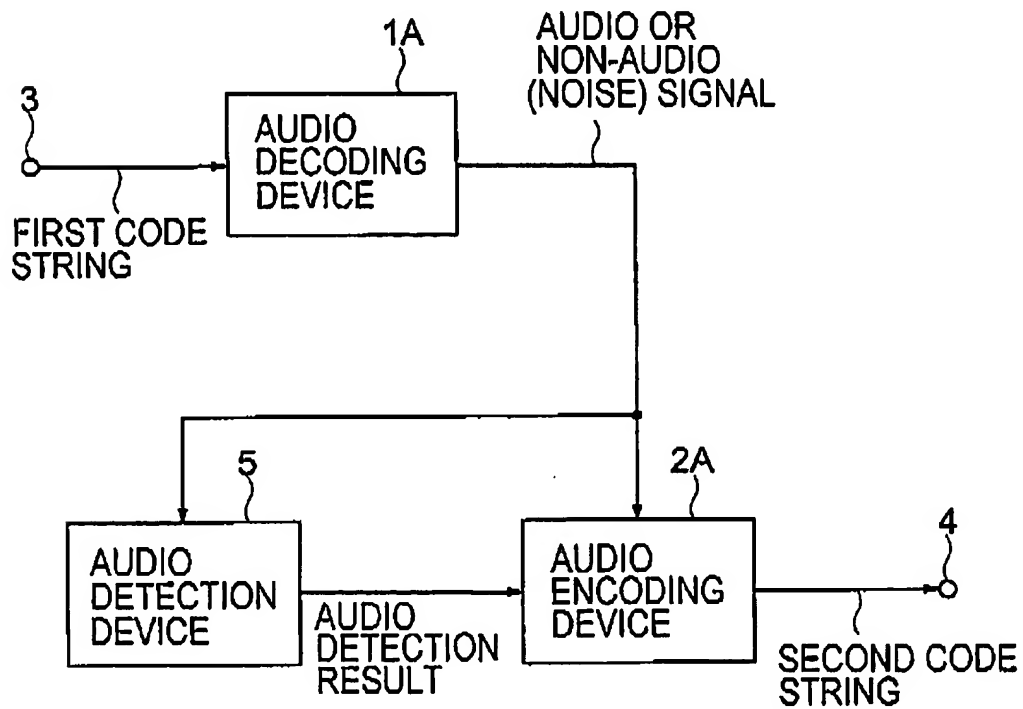 1A
AUDIO OR
NON-AUDIO
(NOISE) SIGNAL
3
AUDIO
DECODING
DEVICE
FIRST CODE
STRING
5
2A
4
AUDIO
DETECTION
DEVICE
AUDIO
DETECTION
RESULT
AUDIO
ENCODING
DEVICE
SECOND CODE
STRING